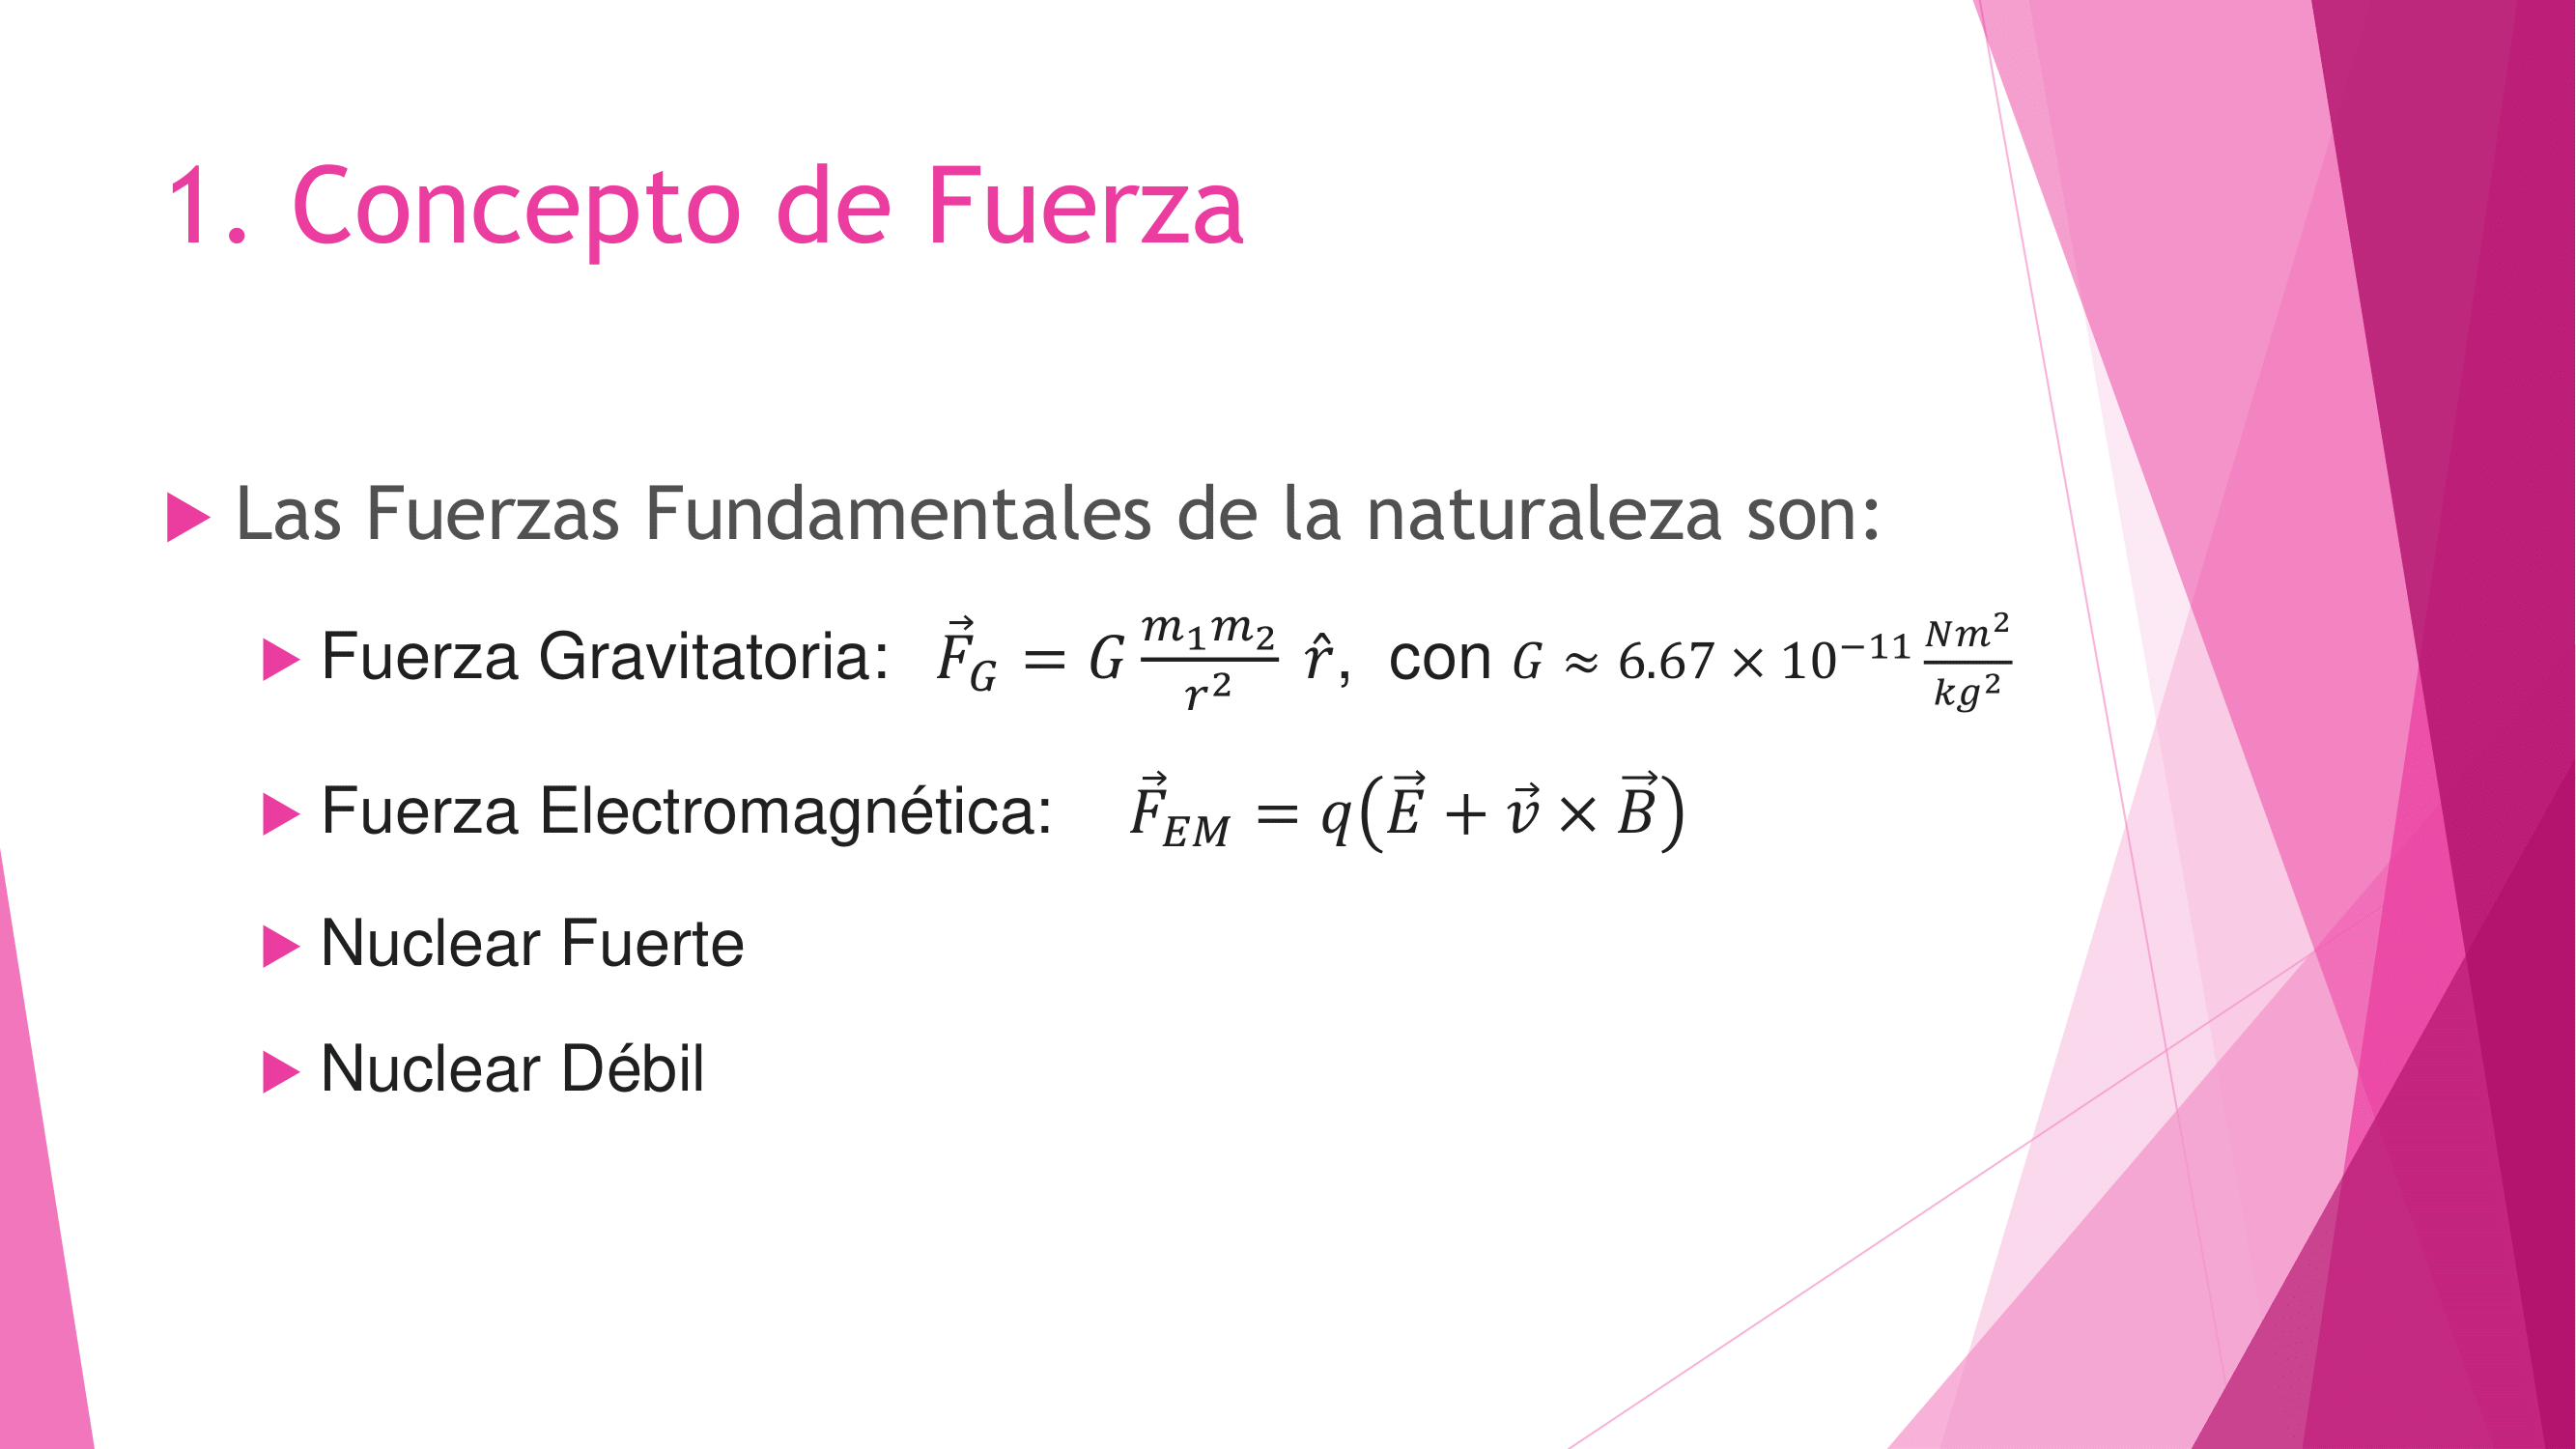 1. Concepto de Fuerza
Las Fuerzas Fundamentales de la naturaleza son:
Fuerza Gravitatoria: $\vec{F}_G = G \frac{m_1 m_2}{r^2} \hat{r}$, con $G \approx 6.67 \times 10^{-11} \frac{Nm^2}{kg^2}$
Fuerza Electromagnética: $\vec{F}_{EM} = q(\vec{E} + \vec{v} \times \vec{B})$
Nuclear Fuerte
Nuclear Débil